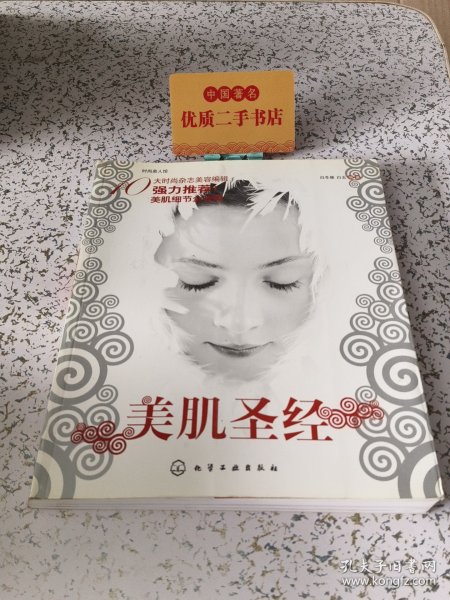 中国著名
优质二手书店
时尚美人馆
10大时尚杂志美容编辑
强力推荐
美肌细节
美肌圣经
化学工业出版社
孔夫子旧书网
www.kongfz.com